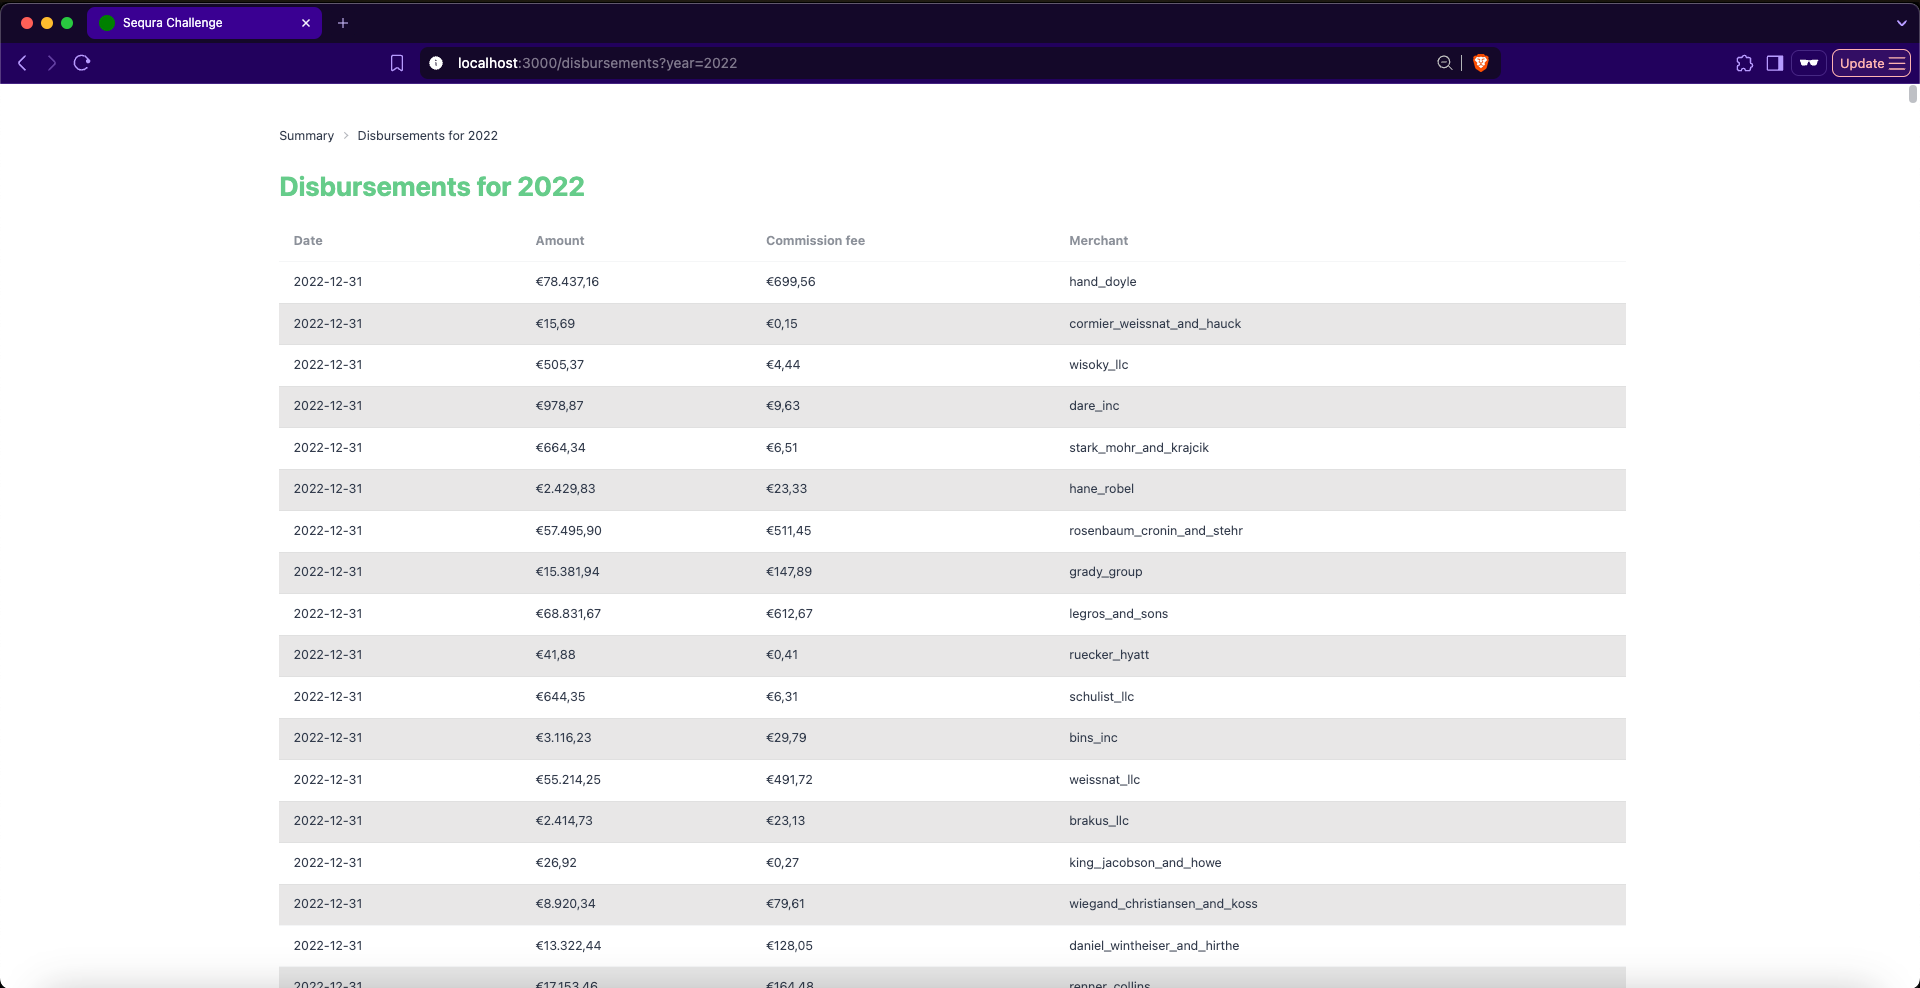 Sequra Challenge
localhost:3000/disbursements?year=2022
Update
Summary > Disbursements for 2022
Disbursements for 2022
Date Amount Commission fee Merchant
2022-12-31 €78.437,16 €699,56 hand_doyle
2022-12-31 €15,69 €0,15 cormier_weissnat_and_hauck
2022-12-31 €505,37 €4,44 wisoky_llc
2022-12-31 €978,87 €9,63 dare_inc
2022-12-31 €664,34 €6,51 stark_mohr_and_krajcik
2022-12-31 €2.429,83 €23,33 hane_robel
2022-12-31 €57.495,90 €511,45 rosenbaum_cronin_and_stehr
2022-12-31 €15.381,94 €147,89 grady_group
2022-12-31 €68.831,67 €612,67 legros_and_sons
2022-12-31 €41,88 €0,41 ruecker_hyatt
2022-12-31 €644,35 €6,31 schulist_llc
2022-12-31 €3.116,23 €29,79 bins_inc
2022-12-31 €55.214,25 €491,72 weissnat_llc
2022-12-31 €2.414,73 €23,13 brakus_llc
2022-12-31 €26,92 €0,27 king_jacobson_and_howe
2022-12-31 €8.920,34 €79,61 wiegand_christiansen_and_koss
2022-12-31 €13.322,44 €128,05 daniel_wintheiser_and_hirthe
2022-12-31 €17.153,46 €164,48 renner_collins